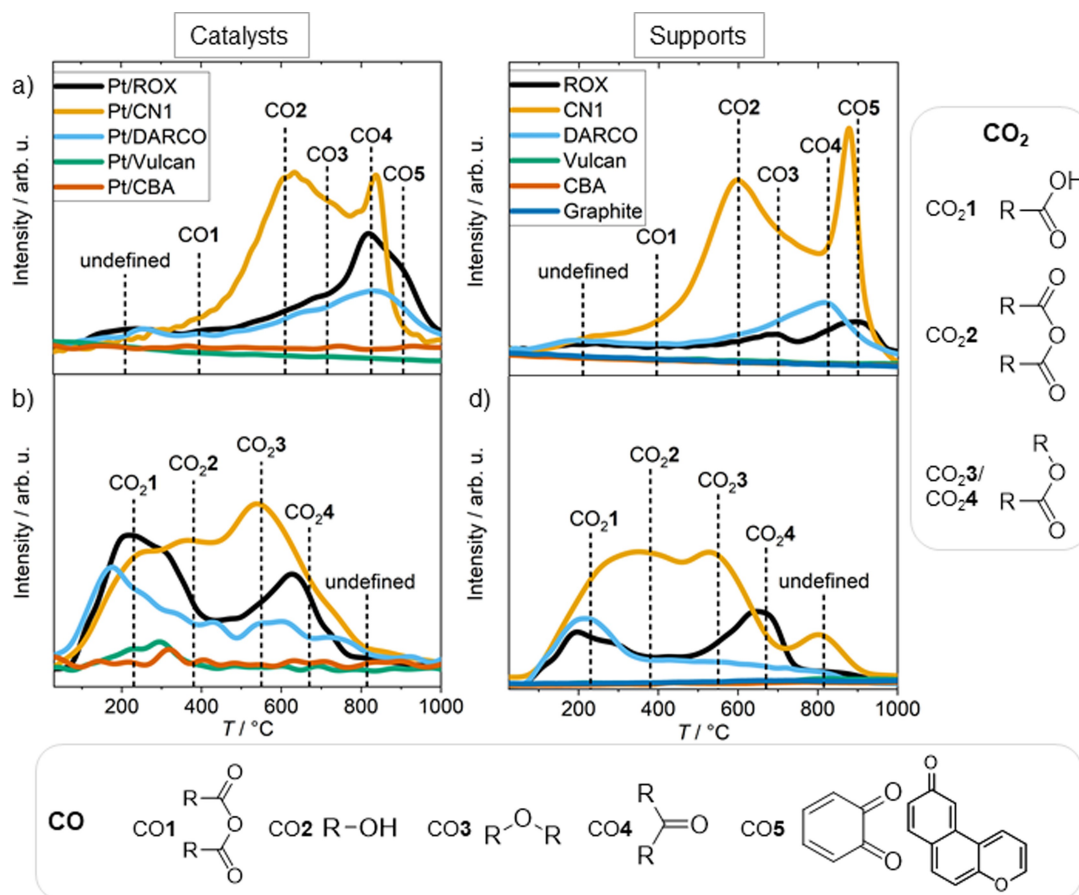 Catalysts
Supports
a)
Intensity / arb. u.
Pt/ROX
Pt/CN1
Pt/DARCO
Pt/Vulcan
Pt/CBA
undefined
CO1
CO2
CO3
CO4
CO5
Intensity / arb. u.
ROX
CN1
DARCO
Vulcan
CBA
Graphite
undefined
CO1
CO2
CO3
CO4
CO5
b)
Intensity / arb. u.
CO₂1
CO₂2
CO₂3
CO₂4
undefined
200 400 600 800 1000
T / °C
d)
Intensity / arb. u.
CO₂1
CO₂2
CO₂3
CO₂4
undefined
200 400 600 800 1000
T / °C
CO₂
CO₂1
R
OH
O
CO₂2
O
R
O
R
O
CO₂3/
CO₂4
R
O
R
O
CO
CO1
O
R
O
R
O
CO2
R-OH
CO3
R
O
R
CO4
R
O
R
CO5
O
O
O
O